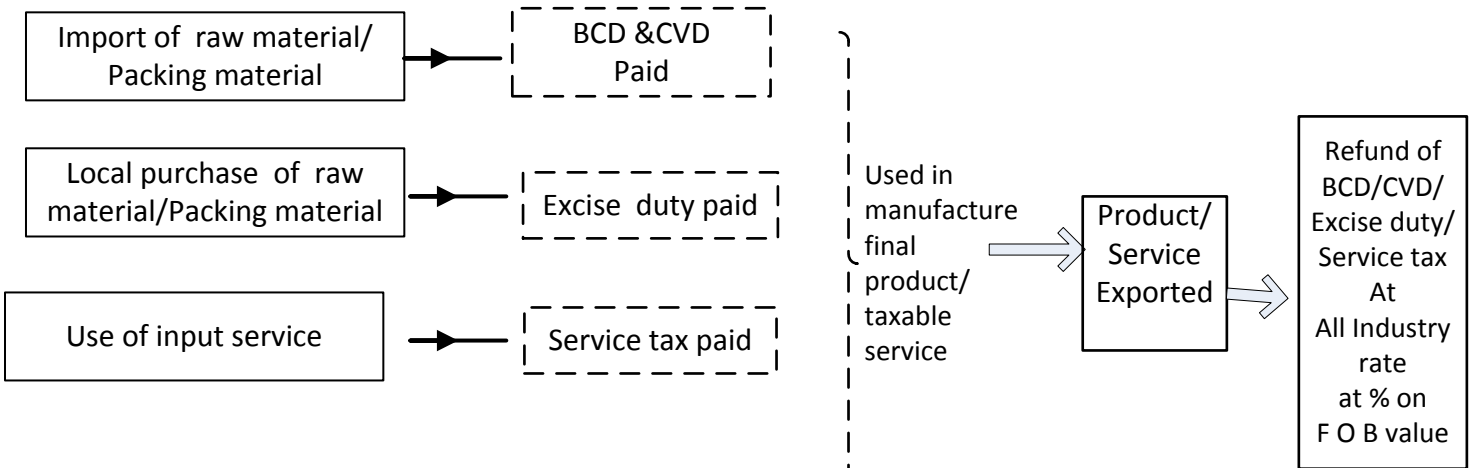 Import of raw material/
Packing material
BCD &CVD
Paid
Local purchase of raw
material/Packing material
Excise duty paid
Use of input service
Service tax paid
Used in
manufacture
final
product/
taxable
service
Product/
Service
Exported
Refund of
BCD/CVD/
Excise duty/
Service tax
At
All Industry
rate
at % on
F O B value